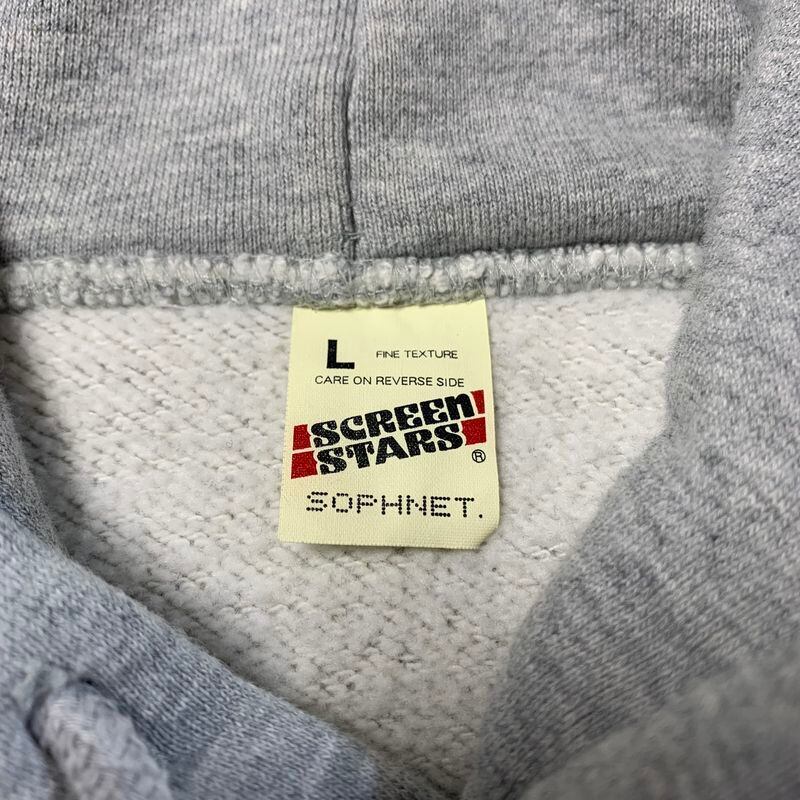 L FINE TEXTURE
CARE ON REVERSE SIDE
SCREEN
STARS ®
SOPHNET.